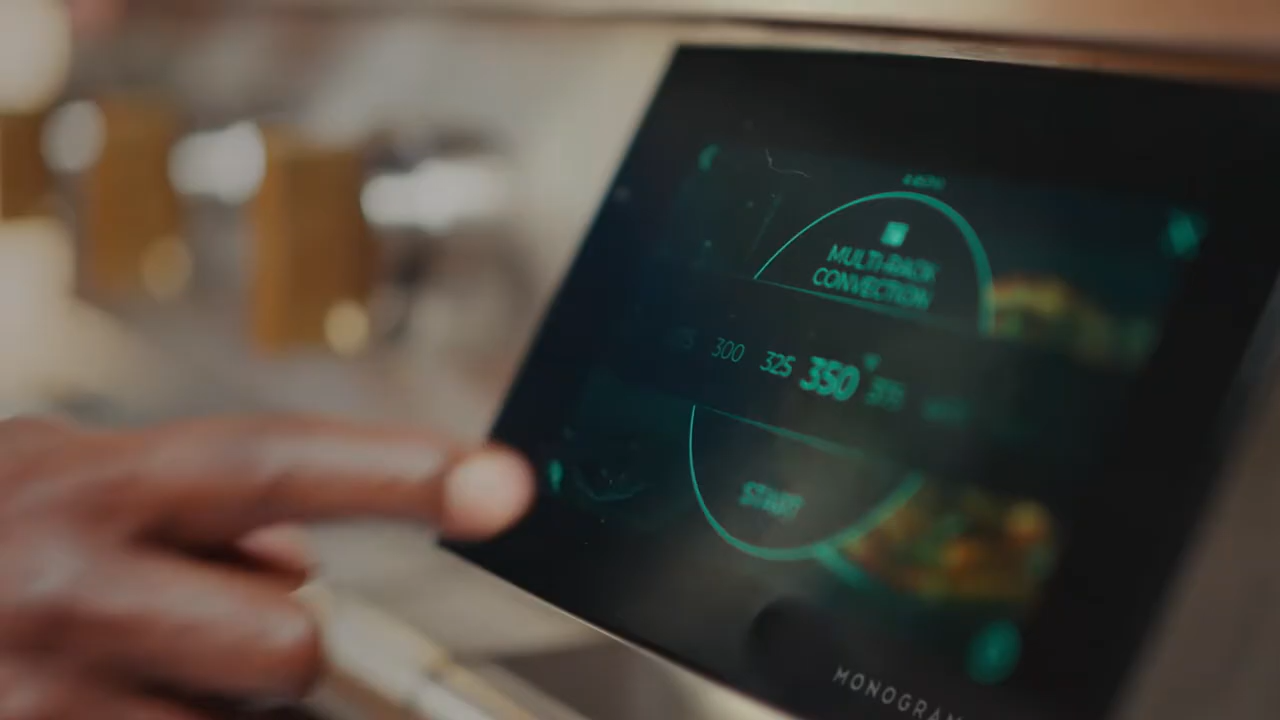 MULTI-RACK
CONVECTION
300 325 350 375
START
MONOGRAM